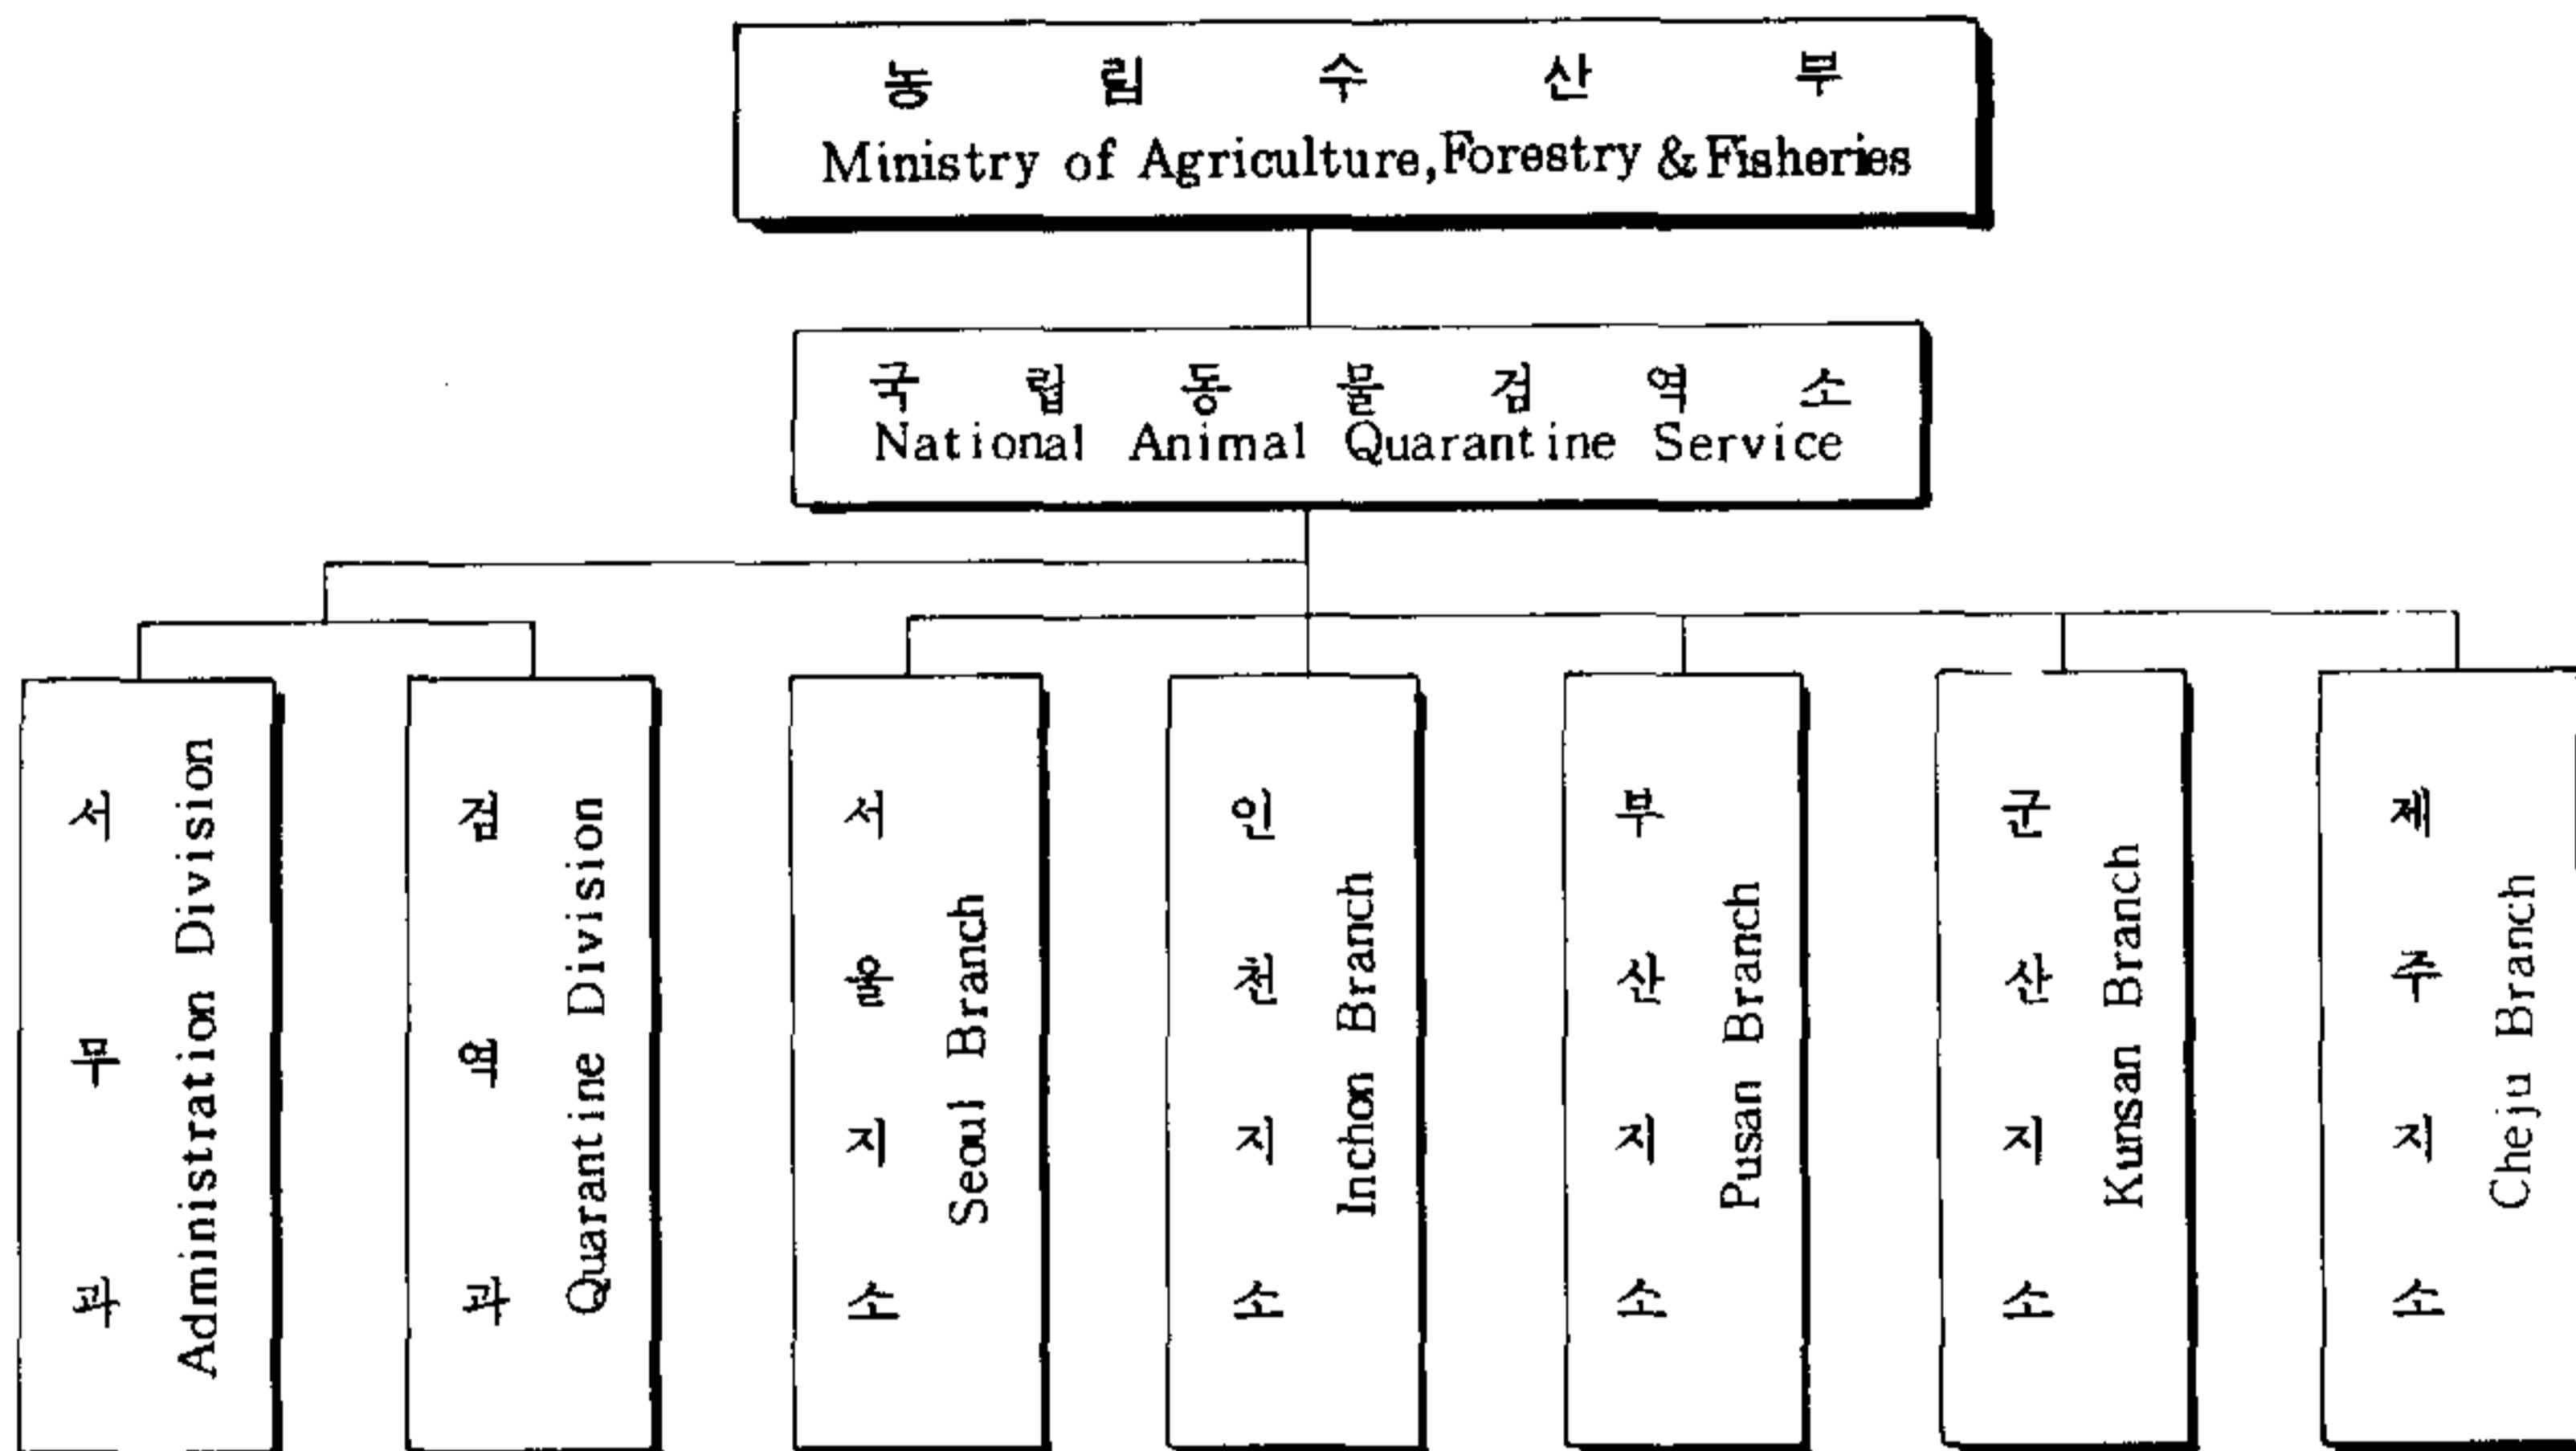 농림수산부
Ministry of Agriculture, Forestry & Fisheries
국립동물검역소
National Animal Quarantine Service
서무과
Administration Division
검역과
Quarantine Division
서울지소
Seoul Branch
인천지소
Inchon Branch
부산지소
Pusan Branch
군산지소
Kunsan Branch
제주지소
Cheju Branch